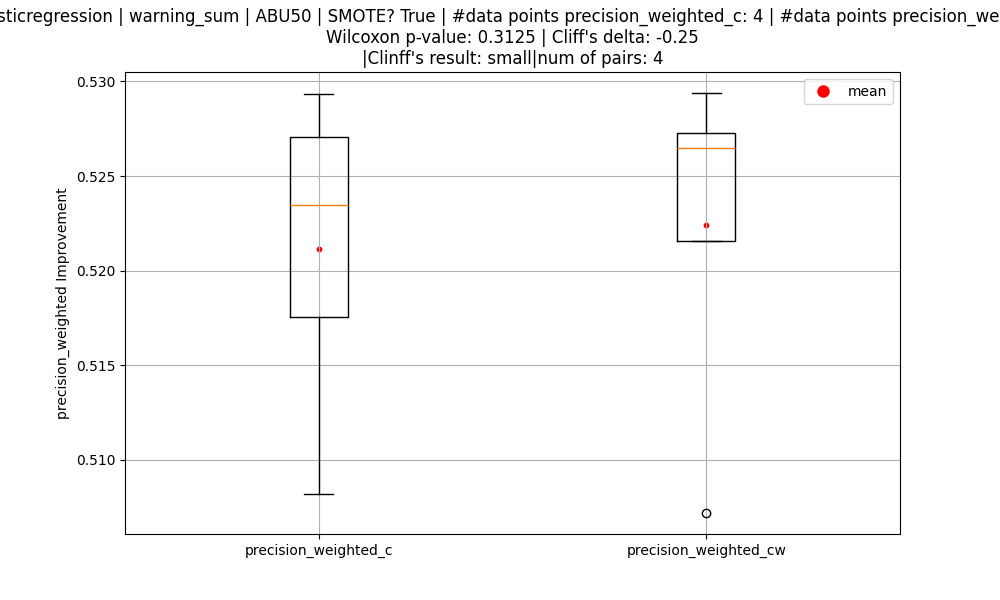 sticregression | warning_sum | ABU50 | SMOTE? True | #data points precision_weighted_c: 4 | #data points precision_we
Wilcoxon p-value: 0.3125 | Cliff's delta: -0.25
|Clinff's result: small|num of pairs: 4
0.530
mean
0.525
0.520
0.515
0.510
precision_weighted Improvement
precision_weighted_c
precision_weighted_cw